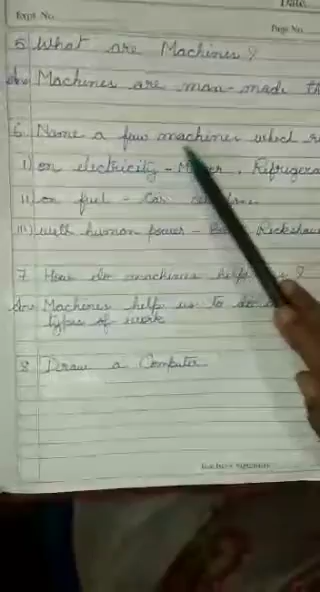 Date
Expt. No.
Page No.
5 What are Machines ?
Ans Machines are man-made
6 Name a few machines which
i) on electricity - Refrigera
ii) on fuel - Car
iii) with human power - Rickshaw
7 How do machines help ?
Ans Machines help us to do
types of work
8 Draw a Computer
Teacher's Signature